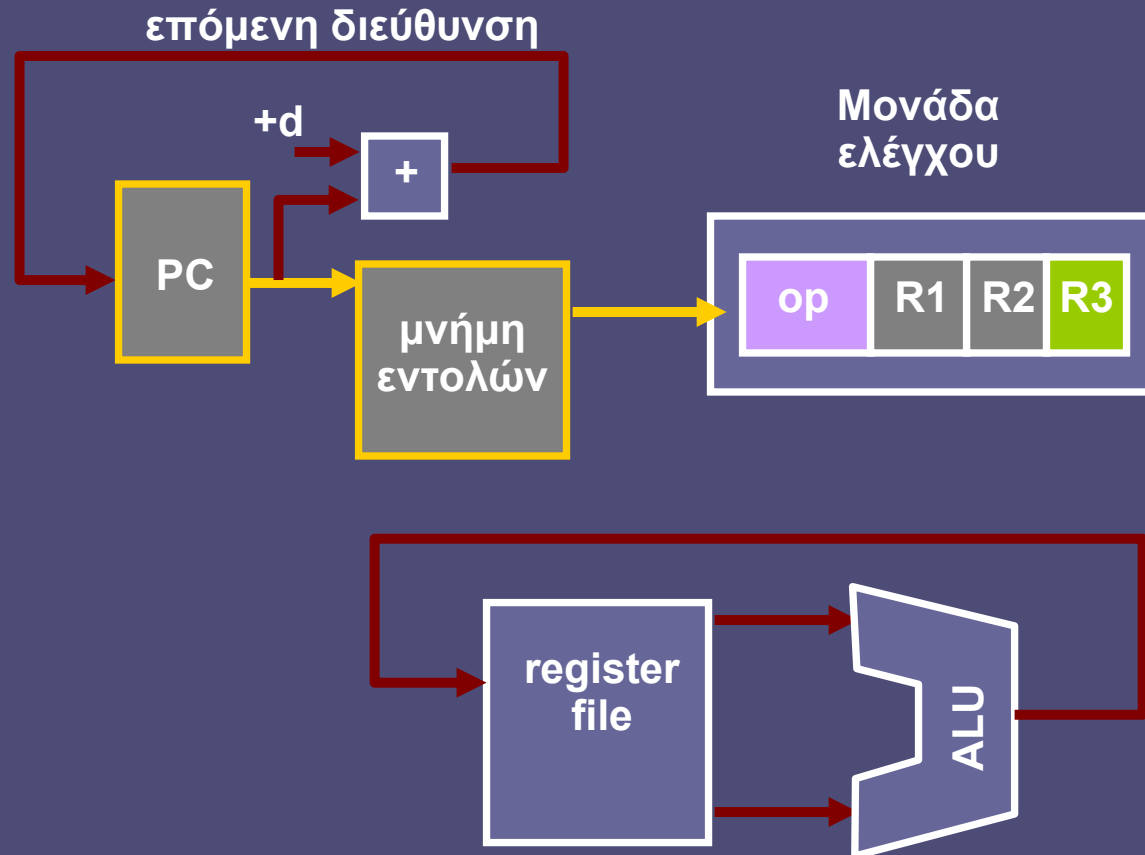 επόμενη διεύθυνση
+d
+
Μονάδα
ελέγχου
PC
op R1 R2 R3
μνήμη
εντολών
register
file
ALU